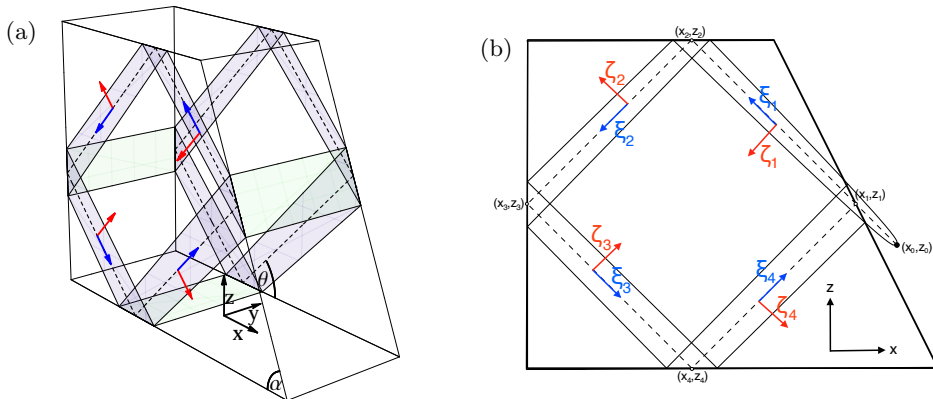 (a)
θ
z
y
x
α
(b)
(x₂,z₂)
ζ₂
ξ₁
ξ₂
ζ₁
(x₃,z₃)
(x₁,z₁)
(x₀,z₀)
ζ₃
ξ₃
ξ₄
ζ₄
z
x
(x₄,z₄)